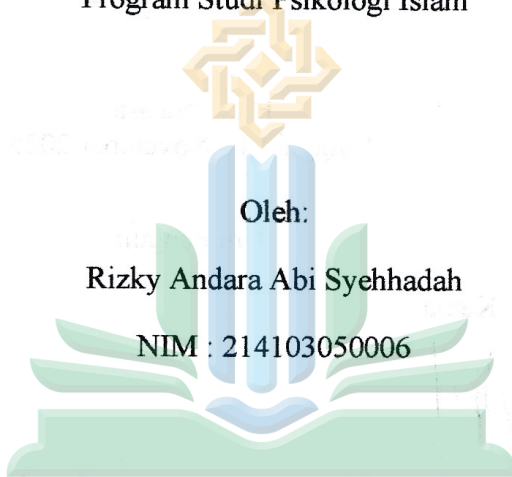 Program Studi Psikologi Islam
Oleh:
Rizky Andara Abi Syehhadah
NIM : 214103050006